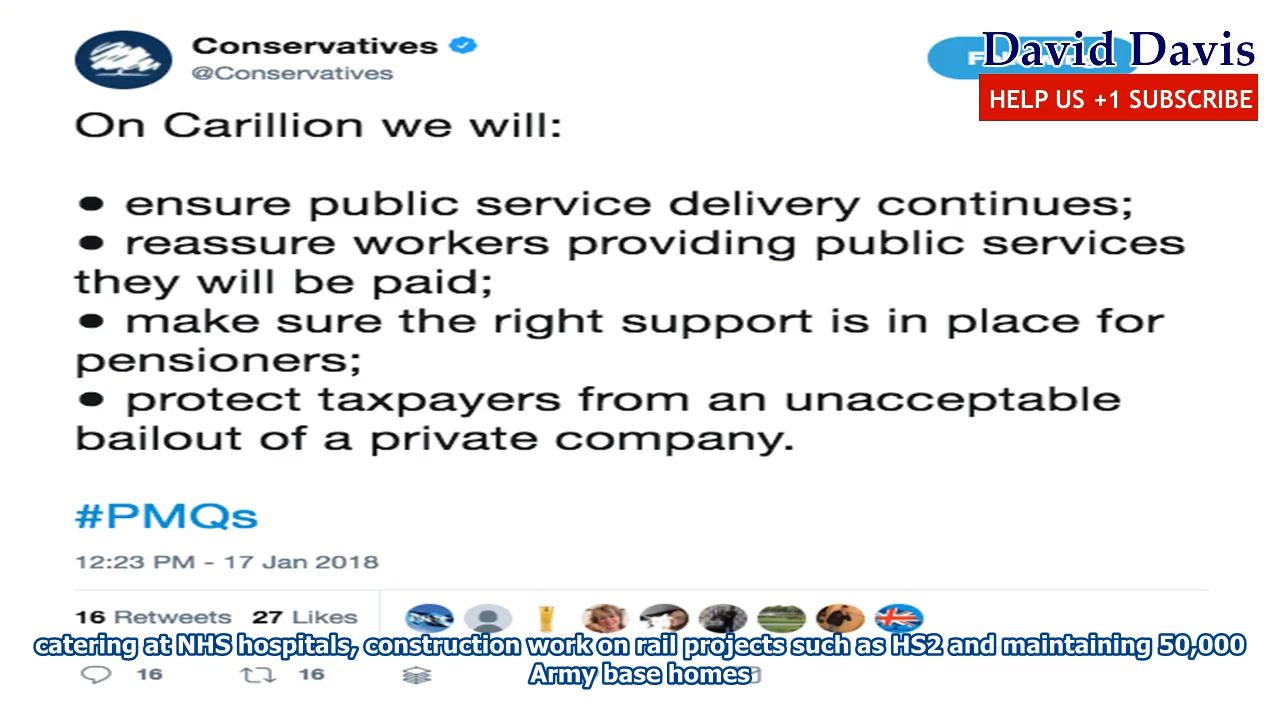 Conservatives
@Conservatives
David Davis
HELP US +1 SUBSCRIBE
On Carillion we will:
● ensure public service delivery continues;
● reassure workers providing public services
they will be paid;
● make sure the right support is in place for
pensioners;
● protect taxpayers from an unacceptable
bailout of a private company.
#PMQs
12:23 PM - 17 Jan 2018
16 Retweets 27 Likes
catering at NHS hospitals, construction work on rail projects such as HS2 and maintaining 50,000
Army base homes
16 16